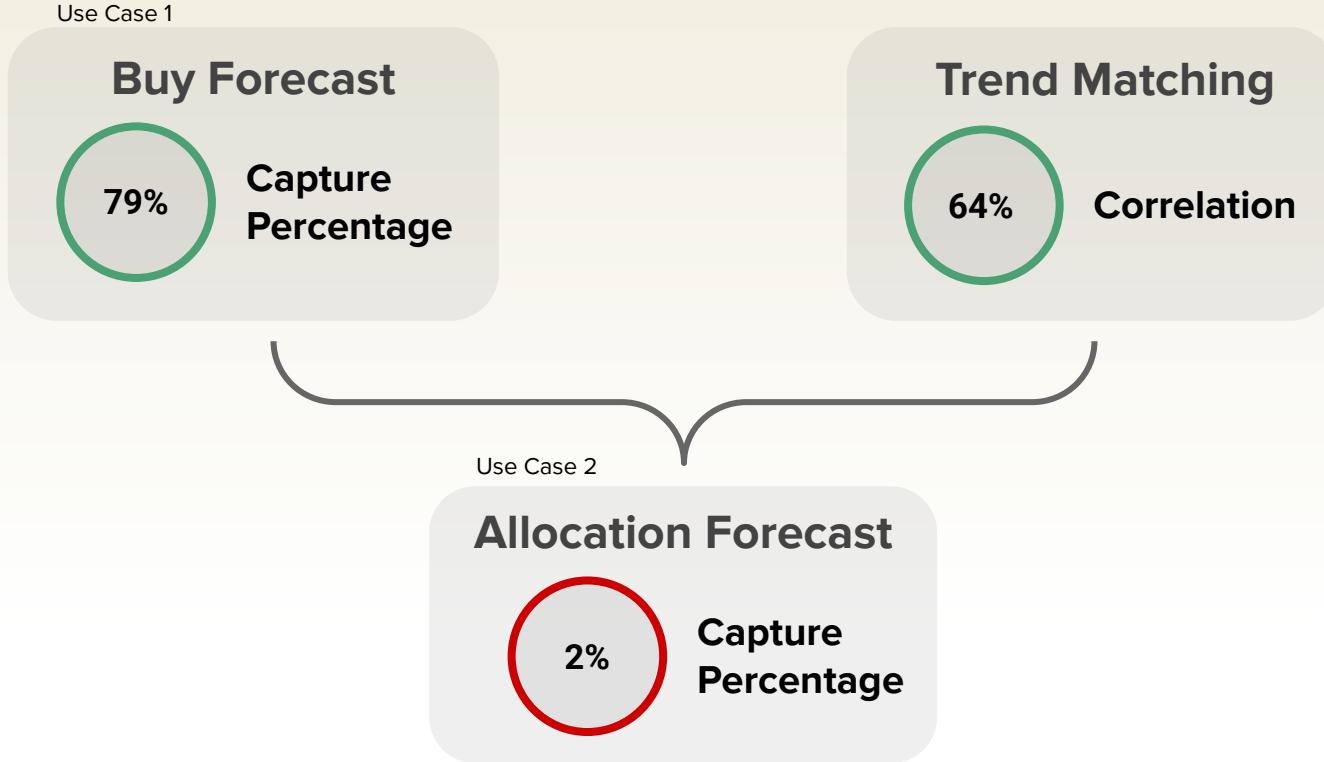 Use Case 1
Buy Forecast
79%
Capture
Percentage
Trend Matching
64%
Correlation
Use Case 2
Allocation Forecast
2%
Capture
Percentage